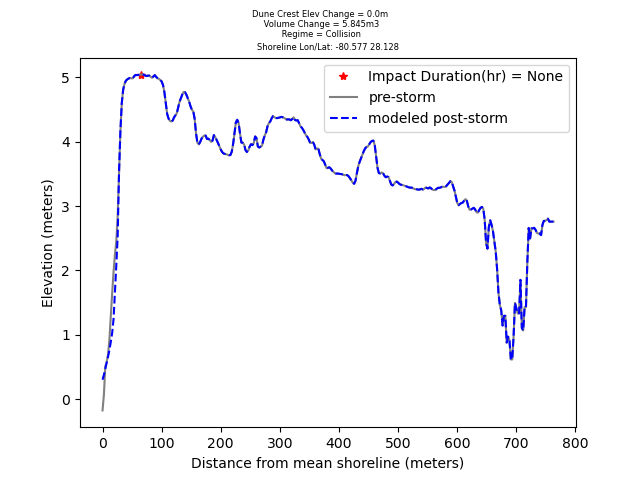 Dune Crest Elev Change = 0.0m
Volume Change = 5.845m3
Regime = Collision
Shoreline Lon/Lat: -80.577 28.128
Impact Duration(hr) = None
pre-storm
modeled post-storm
Elevation (meters)
5
4
3
2
1
0
0 100 200 300 400 500 600 700 800
Distance from mean shoreline (meters)